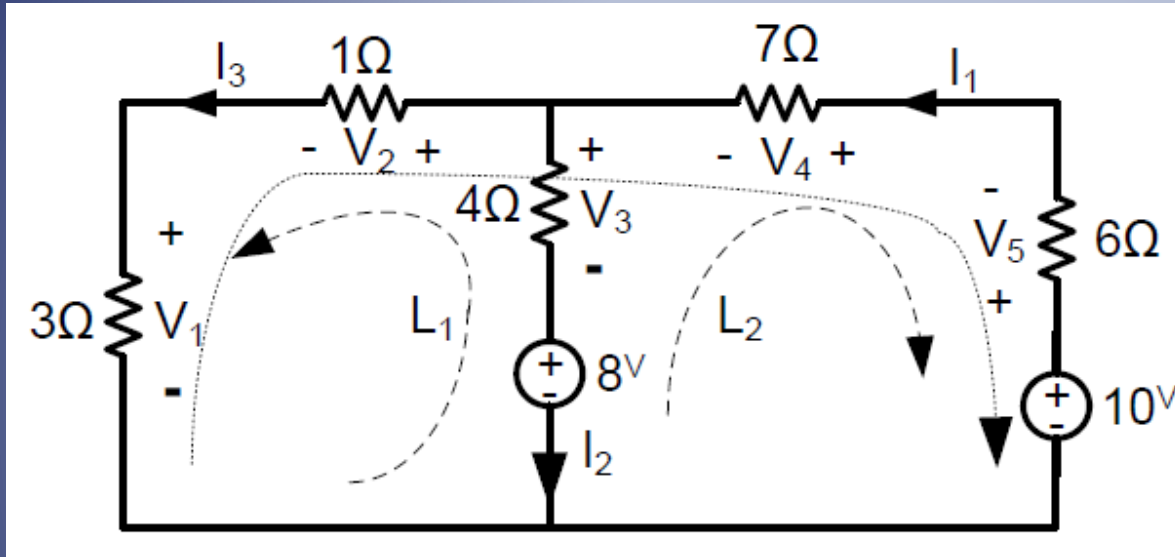 I₃ 1Ω 7Ω I₁
- V₂ + - V₄ +
+ 4Ω + V₃ - - V₅ + 6Ω
3Ω V₁ L₁ L₂
-
+ - 8ⱽ + - 10ⱽ
I₂